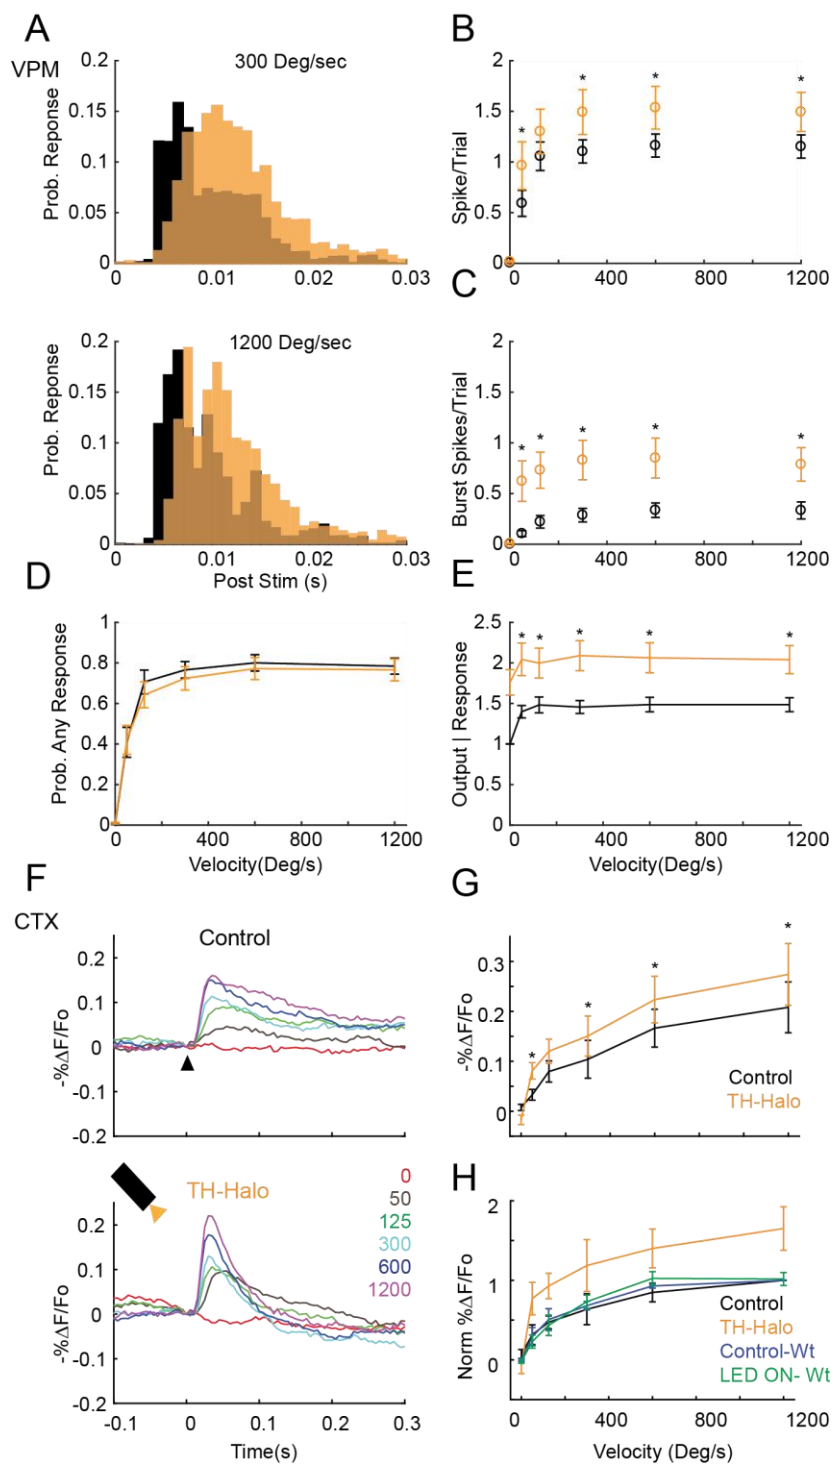 A
VPM
300 Deg/sec
Prob. Reponse
0.2
0.15
0.1
0.05
0
0
0.01
0.02
0.03
1200 Deg/sec
Prob. Reponse
0.2
0.15
0.1
0.05
0
0
0.01
0.02
0.03
Post Stim (s)
B
Spike/Trial
2
1.5
1
0.5
0
* * * *
400
800
1200
C
Burst Spikes/Trial
2
1.5
1
0.5
0
* * * * *
0
400
800
1200
D
Prob. Any Response
1
0.8
0.6
0.4
0.2
0
0
400
800
1200
Velocity(Deg/s)
E
Output | Response
2.5
2
1.5
1
0.5
0
* * * * *
0
400
800
1200
Velocity(Deg/s)
F
CTX
Control
-%ΔF/Fo
0.2
0.1
0
-0.1
-0.2
TH-Halo
0
50
125
300
600
1200
-%ΔF/Fo
0.2
0.1
0
-0.1
-0.2
-0.1
0
0.1
0.2
0.3
Time(s)
G
-%ΔF/Fo
0.3
0.2
0.1
0
* * * *
Control
TH-Halo
H
Norm %ΔF/Fo
2
1
0
Control
TH-Halo
Control-Wt
LED ON- Wt
0
400
800
1200
Velocity (Deg/s)